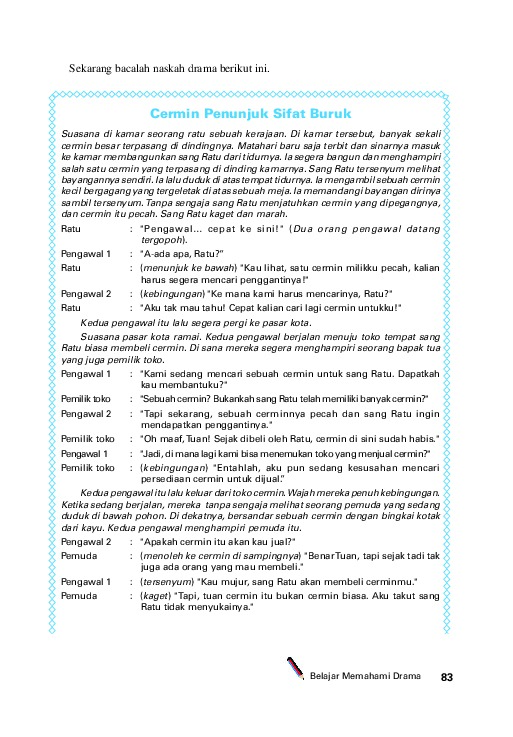 Sekarang bacalah naskah drama berikut ini.
Cermin Penunjuk Sifat Buruk
Suasana di kamar seorang ratu sebuah kerajaan. Di kamar tersebut, banyak sekali
cermin besar terpasang di dindingnya. Matahari baru saja terbit dan sinarnya masuk
ke kamar membangunkan sang Ratu dari tidurnya. Ia segera bangun dan menghampiri
salah satu cermin yang terpasang di dinding kamarnya. Sang Ratu tersenyum melihat
bayangannya sendiri. Ia lalu duduk di atas tempat tidurnya. Ia mengambil sebuah cermin
kecil bergagang yang tergeletak di atas sebuah meja. Ia memandangi bayangan dirinya
sambil tersenyum. Tanpa sengaja sang Ratu menjatuhkan cermin yang dipegangnya,
dan cermin itu pecah. Sang Ratu kaget dan marah.
Ratu : "Pengawal... cepat ke sini!" (Dua orang pengawal datang
tergopoh).
Pengawal 1 : "A-ada apa, Ratu?"
Ratu : (menunjuk ke bawah) "Kau lihat, satu cermin milikku pecah, kalian
harus segera mencari penggantinya!"
Pengawal 2 : (kebingungan) "Ke mana kami harus mencarinya, Ratu?"
Ratu : "Aku tak mau tahu! Cepat kalian cari lagi cermin untukku!"
Kedua pengawal itu lalu segera pergi ke pasar kota.
Suasana pasar kota ramai. Kedua pengawal berjalan menuju toko tempat sang
Ratu biasa membeli cermin. Di sana mereka segera menghampiri seorang bapak tua
yang juga pemilik toko.
Pengawal 1 : "Kami sedang mencari sebuah cermin untuk sang Ratu. Dapatkah
kau membantuku?"
Pemilik toko : "Sebuah cermin? Bukankah sang Ratu telah memiliki banyak cermin?"
Pengawal 2 : "Tapi sekarang, sebuah cerminnya pecah dan sang Ratu ingin
mendapatkan penggantinya."
Pemilik toko : "Oh maaf, Tuan! Sejak dibeli oleh Ratu, cermin di sini sudah habis."
Pengawal 1 : "Jadi, di mana lagi kami bisa menemukan toko yang menjual cermin?"
Pemilik toko : (kebingungan) "Entahlah, aku pun sedang kesusahan mencari
persediaan cermin untuk dijual."
Kedua pengawal itu lalu keluar dari toko cermin. Wajah mereka penuh kebingungan.
Ketika sedang berjalan, mereka tanpa sengaja melihat seorang pemuda yang sedang
duduk di bawah pohon. Di dekatnya, bersandar sebuah cermin dengan bingkai kotak
dari kayu. Kedua pengawal menghampiri pemuda itu.
Pengawal 2 : "Apakah cermin itu akan kau jual?"
Pemuda : (menoleh ke cermin di sampingnya) "Benar Tuan, tapi sejak tadi tak
juga ada orang yang mau membeli."
Pengawal 1 : (tersenyum) "Kau mujur, sang Ratu akan membeli cerminmu."
Pemuda : (kaget) "Tapi, tuan cermin itu bukan cermin biasa. Aku takut sang
Ratu tidak menyukainya."
Belajar Memahami Drama 83